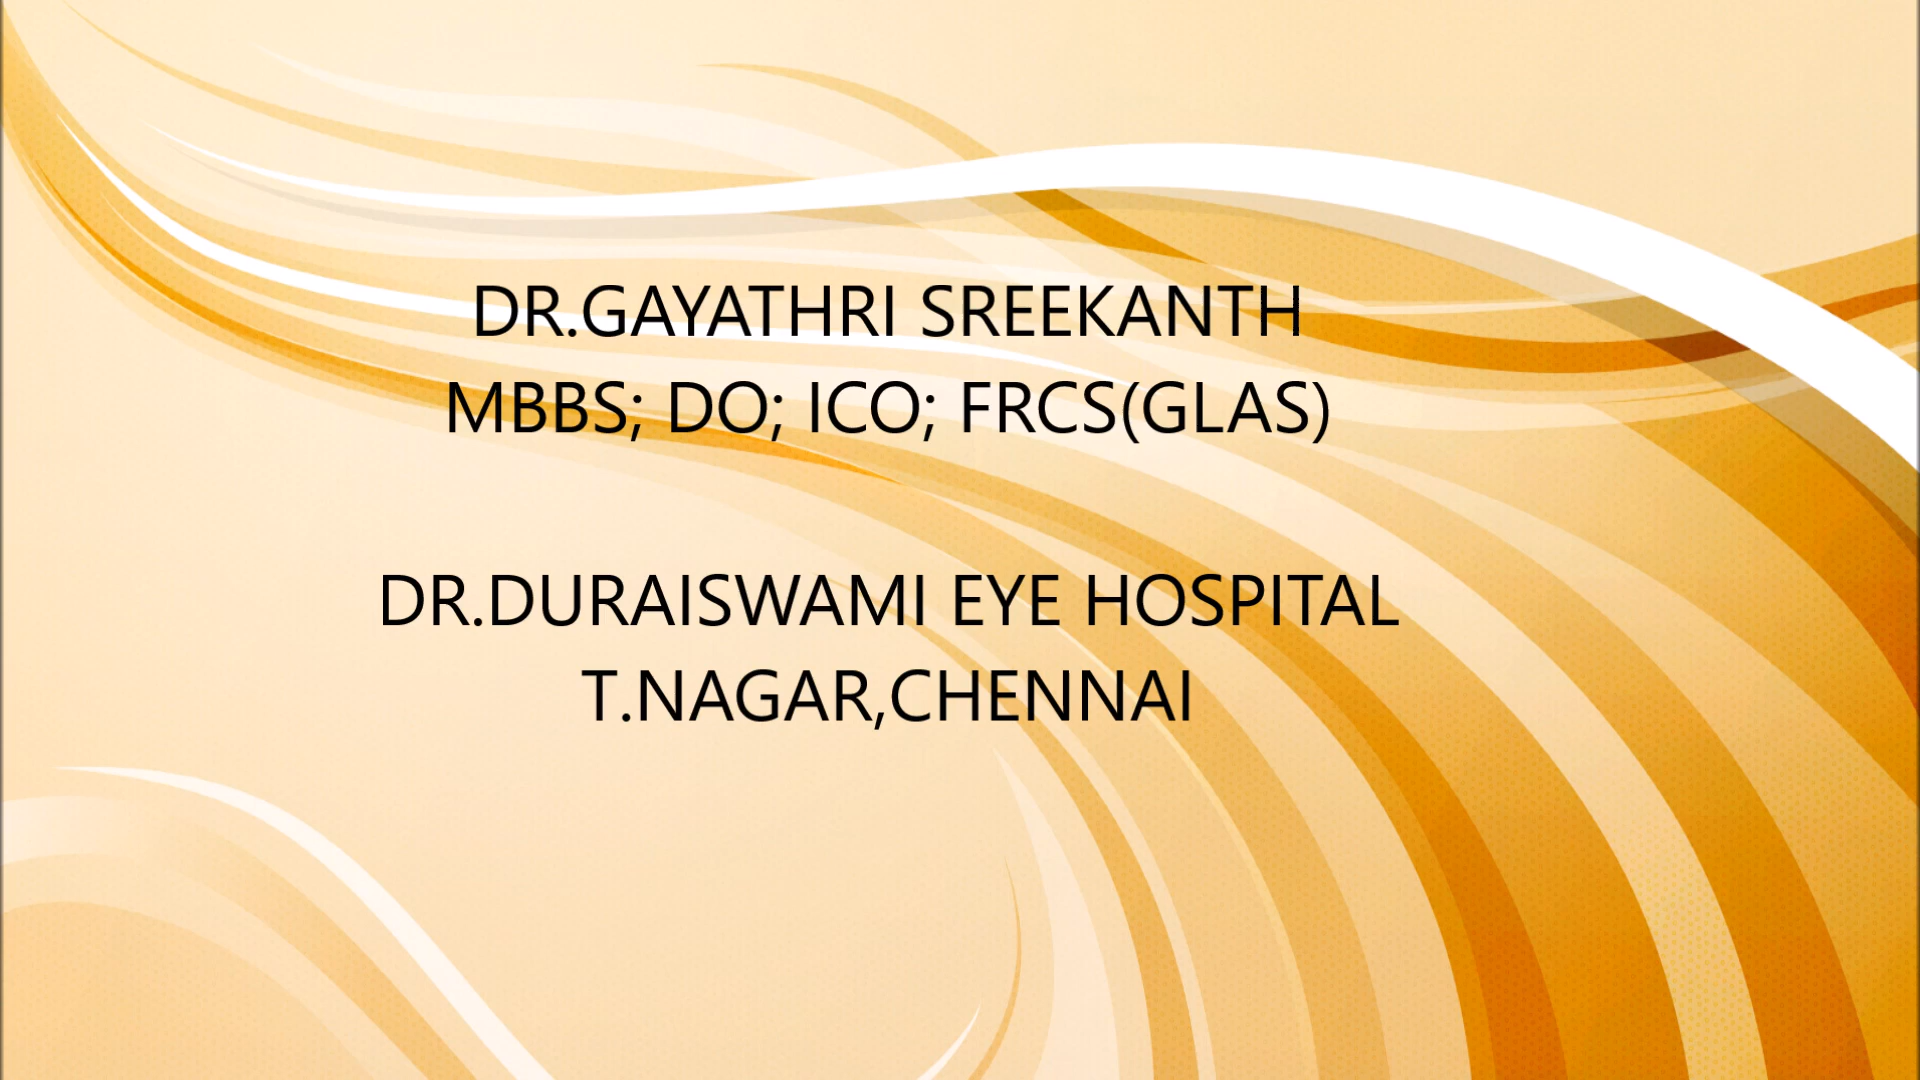 DR.GAYATHRI SREEKANTH
MBBS; DO; ICO; FRCS(GLAS)
DR.DURAISWAMI EYE HOSPITAL
T.NAGAR,CHENNAI